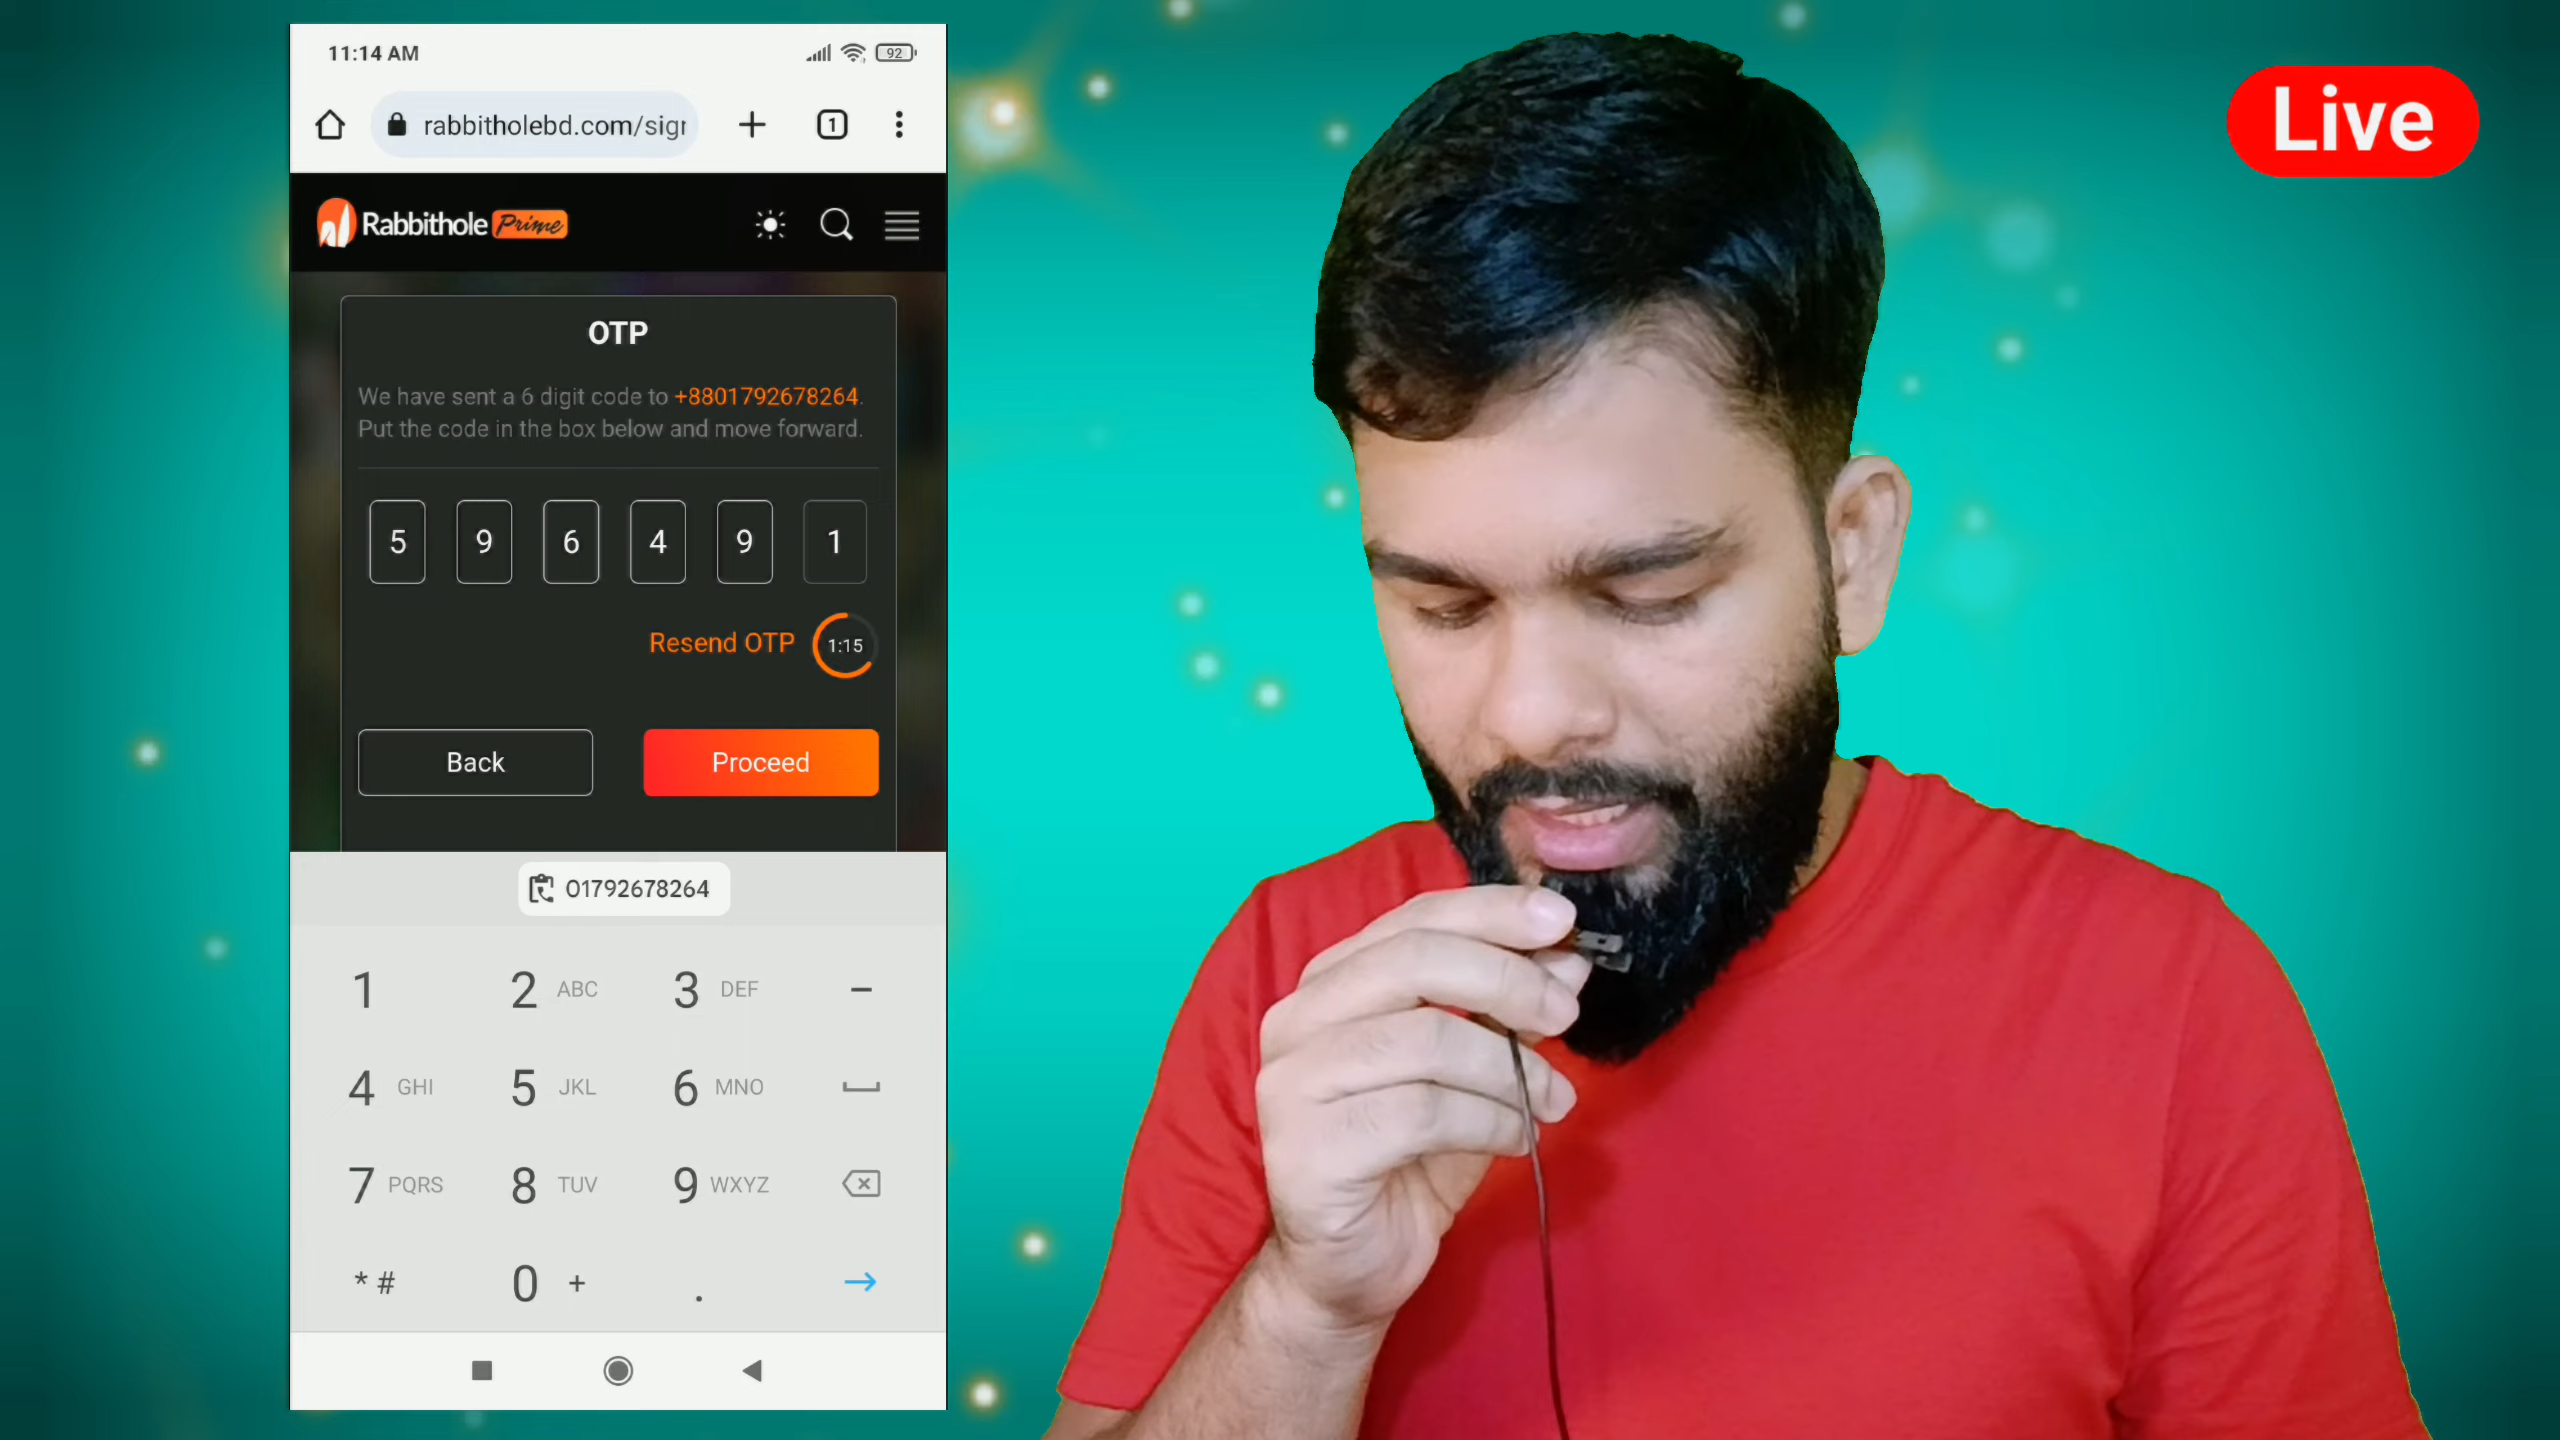 11:14 AM
92
rabbitholebd.com/sigr
1
Rabbithole Prime
OTP
We have sent a 6 digit code to +8801792678264.
Put the code in the box below and move forward.
5 9 6 4 9 1
Resend OTP 1:15
Back Proceed
01792678264
1 2 ABC 3 DEF -
4 GHI 5 JKL 6 MNO
7 PQRS 8 TUV 9 WXYZ
* # 0 + .
Live